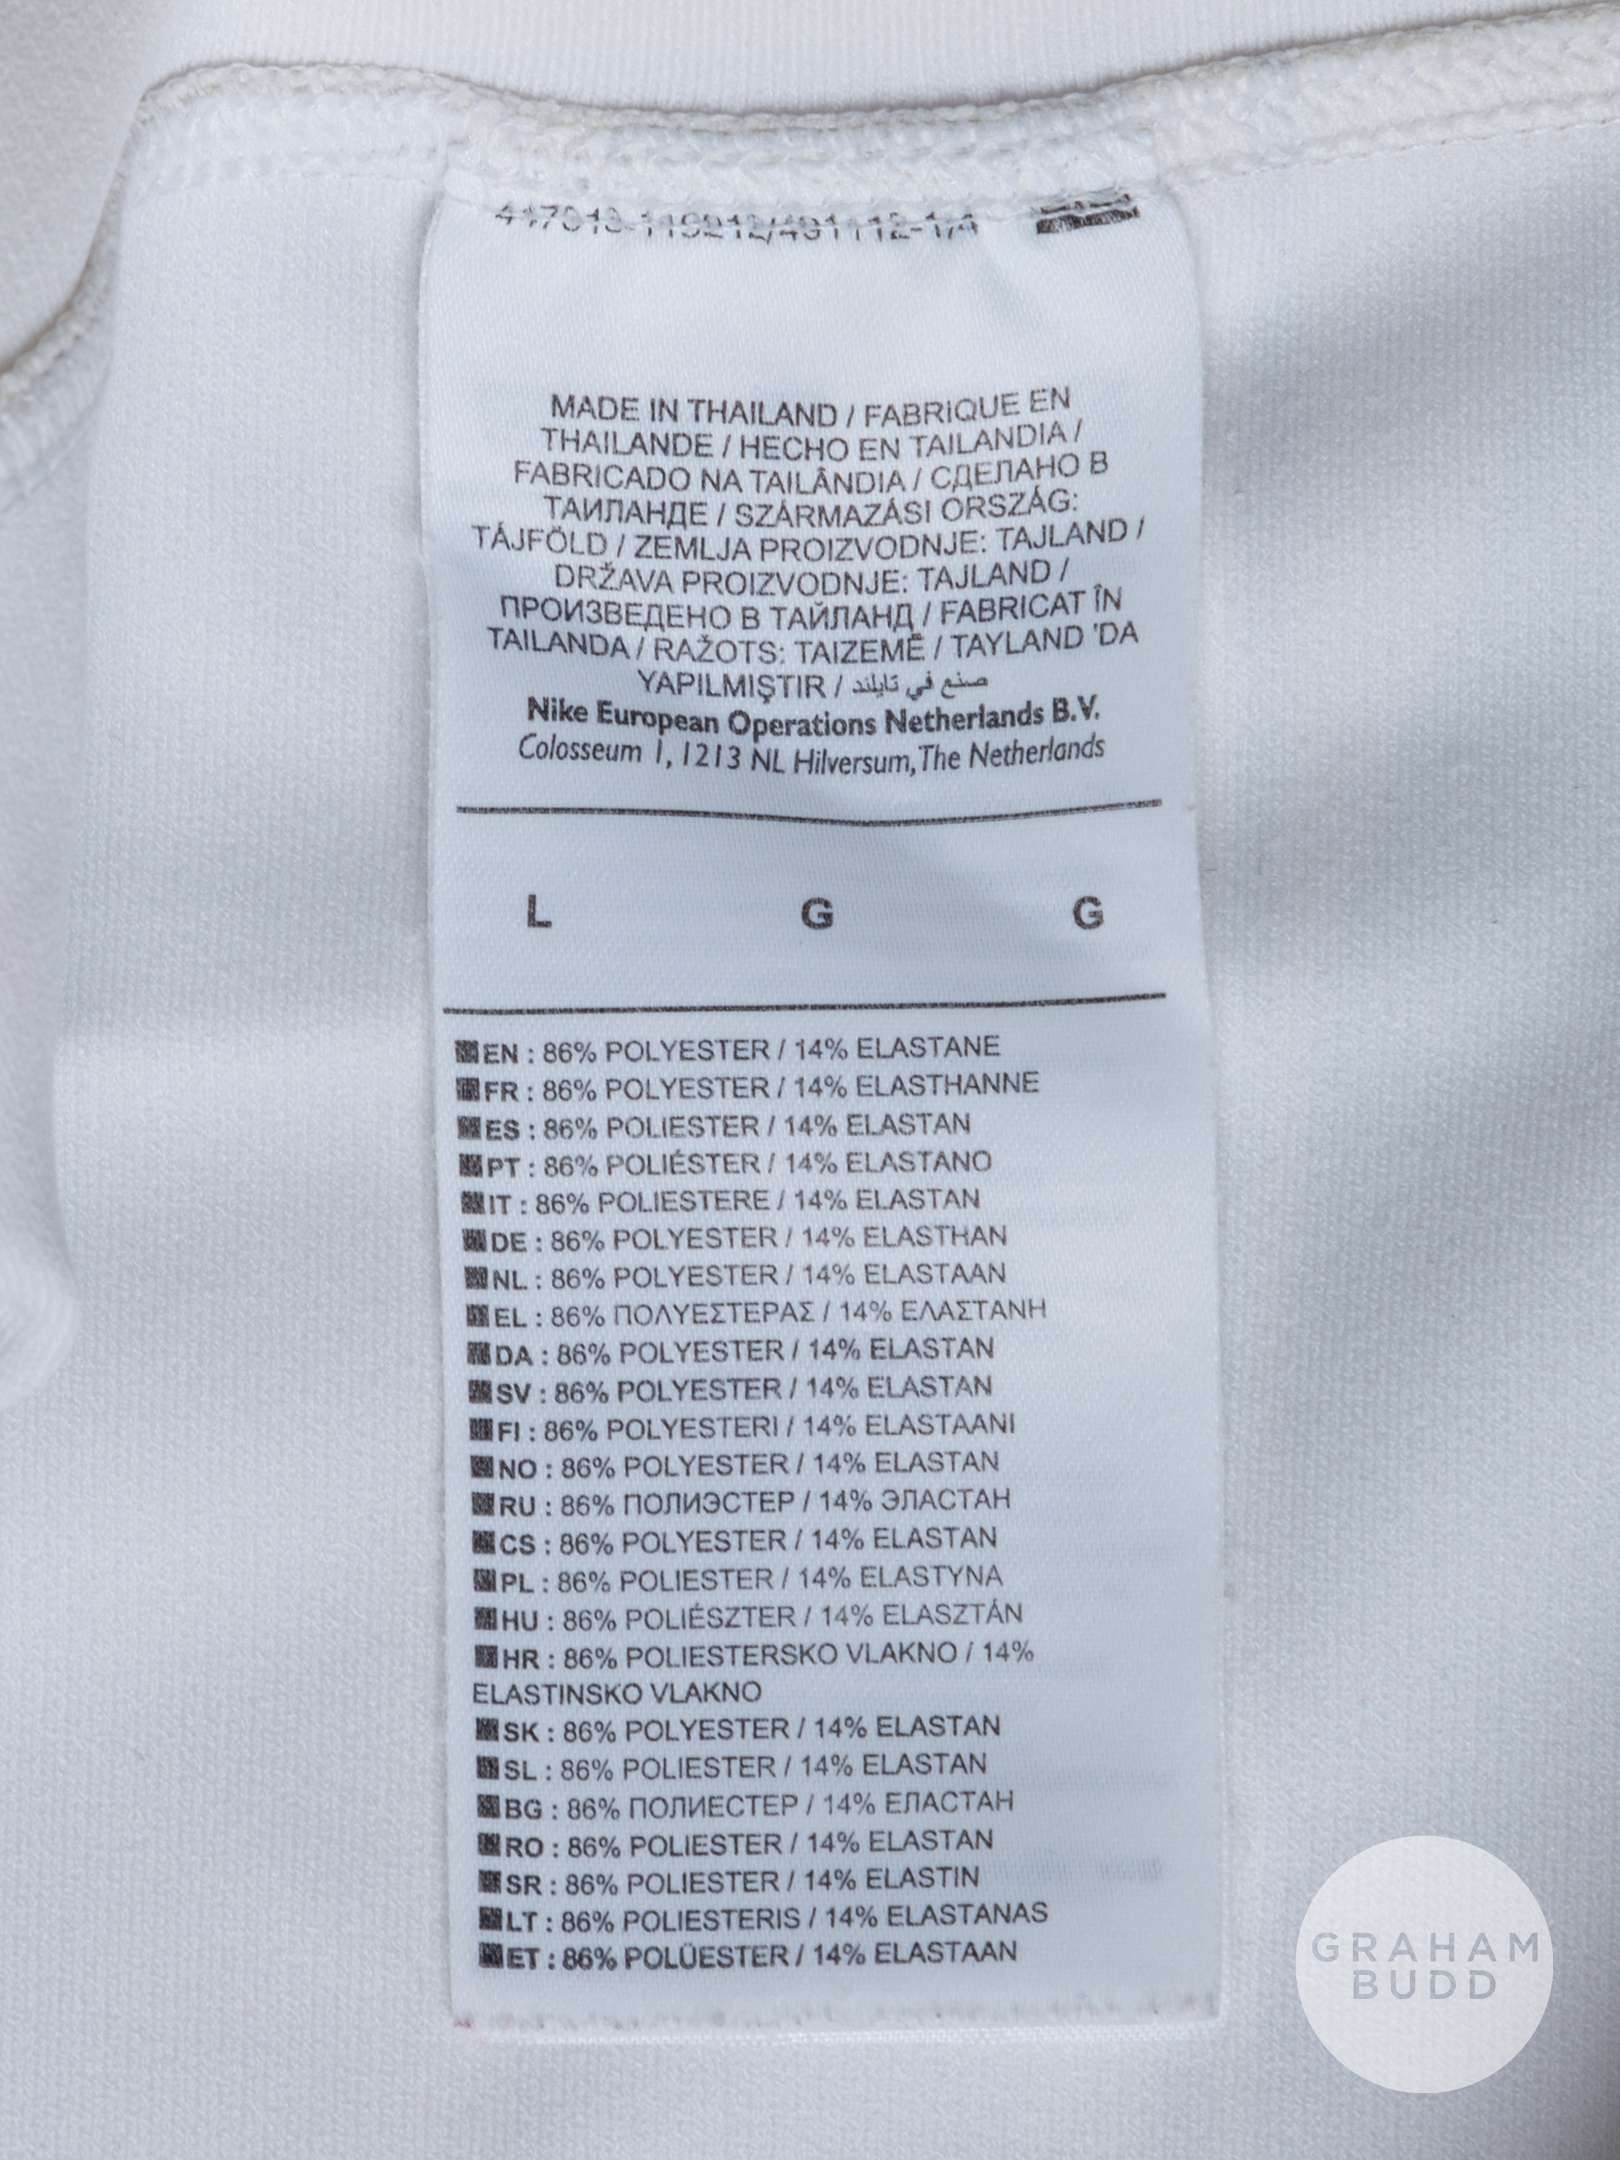 MADE IN THAILAND / FABRIQUE EN
THAILANDE / HECHO EN TAILANDIA /
FABRICADO NA TAILÂNDIA / СДЕЛАНО В
ТАИЛАНДЕ / SZÁRMAZÁSI ORSZÁG:
TÁJFÖLD / ZEMLJA PROIZVODNJE: TAJLAND /
DRŽAVA PROIZVODNJE: TAJLAND /
ПРОИЗВЕДЕНО В ТАЙЛАНД / FABRICAT ÎN
TAILANDA / RAŽOTS: TAIZEMĒ / TAYLAND 'DA
YAPILMIŞTIR / صنع في تايلند
Nike European Operations Netherlands B.V.
Colosseum 1, 1213 NL Hilversum, The Netherlands
L G G
EN : 86% POLYESTER / 14% ELASTANE
FR : 86% POLYESTER / 14% ELASTHANNE
ES : 86% POLIESTER / 14% ELASTAN
PT : 86% POLIÉSTER / 14% ELASTANO
IT : 86% POLIESTERE / 14% ELASTAN
DE : 86% POLYESTER / 14% ELASTHAN
NL : 86% POLYESTER / 14% ELASTAAN
EL : 86% ΠΟΛΥΕΣΤΕΡΑΣ / 14% ΕΛΑΣΤΑΝΗ
DA : 86% POLYESTER / 14% ELASTAN
SV : 86% POLYESTER / 14% ELASTAN
FI : 86% POLYESTERI / 14% ELASTAANI
NO : 86% POLYESTER / 14% ELASTAN
RU : 86% ПОЛИЭСТЕР / 14% ЭЛАСТАН
CS : 86% POLYESTER / 14% ELASTAN
PL : 86% POLIESTER / 14% ELASTYNA
HU : 86% POLIÉSZTER / 14% ELASZTÁN
HR : 86% POLIESTERSKO VLAKNO / 14%
ELASTINSKO VLAKNO
SK : 86% POLYESTER / 14% ELASTAN
SL : 86% POLIESTER / 14% ELASTAN
BG : 86% ПОЛИЕСТЕР / 14% ЕЛАСТАН
RO : 86% POLIESTER / 14% ELASTAN
SR : 86% POLIESTER / 14% ELASTIN
LT : 86% POLIESTERIS / 14% ELASTANAS
ET : 86% POLÜESTER / 14% ELASTAAN
GRAHAM
BUDD